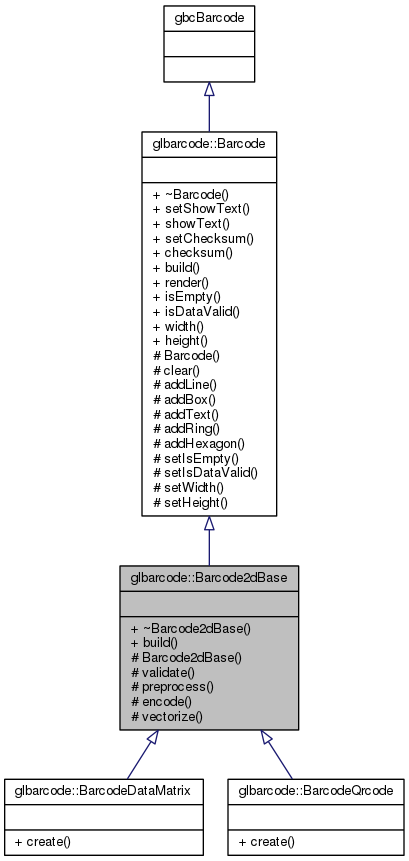 gbcBarcode
glbarcode::Barcode
+ ~Barcode()
+ setShowText()
+ showText()
+ setChecksum()
+ checksum()
+ build()
+ render()
+ isEmpty()
+ isDataValid()
+ width()
+ height()
# Barcode()
# clear()
# addLine()
# addBox()
# addText()
# addRing()
# addHexagon()
# setIsEmpty()
# setIsDataValid()
# setWidth()
# setHeight()
glbarcode::Barcode2dBase
+ ~Barcode2dBase()
+ build()
# Barcode2dBase()
# validate()
# preprocess()
# encode()
# vectorize()
glbarcode::BarcodeDataMatrix
+ create()
glbarcode::BarcodeQrcode
+ create()